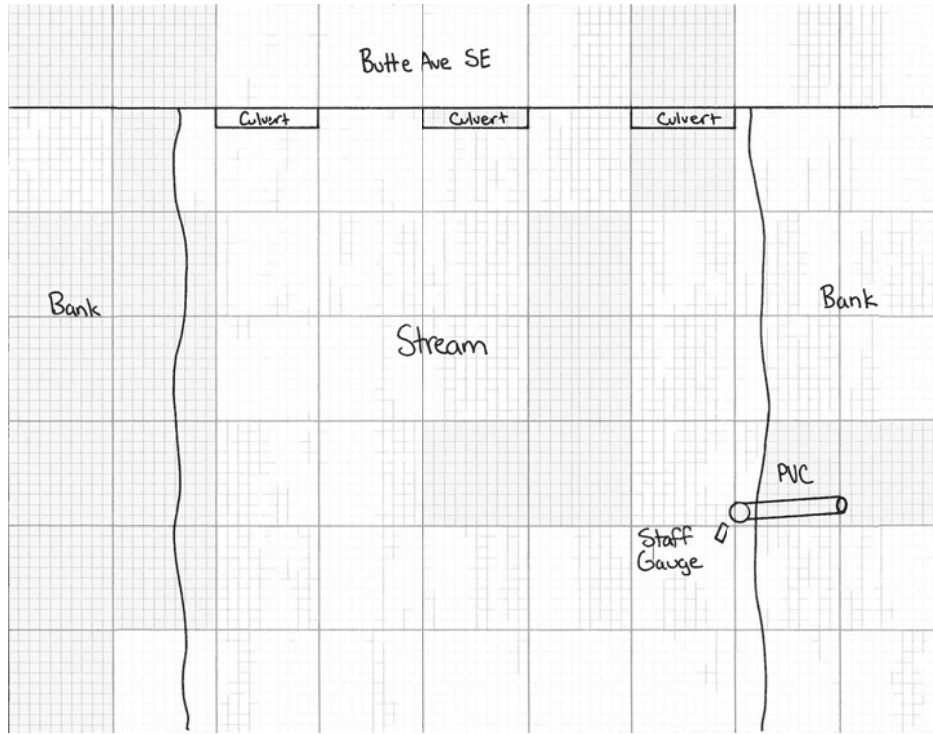 Butte Ave SE
Culvert
Culvert
Culvert
Bank
Bank
Stream
PVC
Staff
Gauge